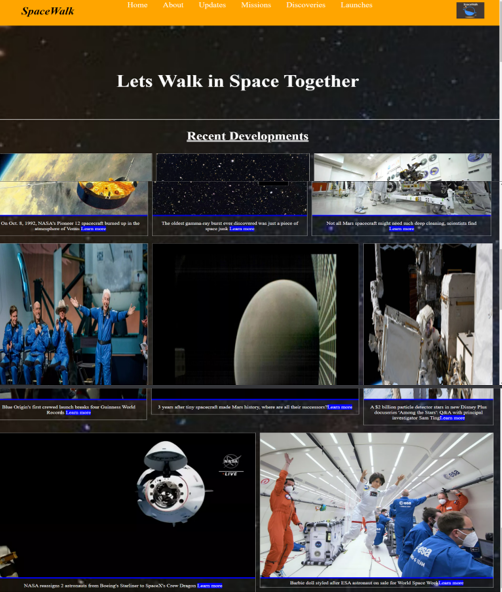 SpaceWalk
Home About Updates Missions Discoveries Launches
Lets Walk in Space Together
Recent Developments
On Oct. 8, 1992, NASA's Pioneer 12 spacecraft burned up in the
atmosphere of Venus Learn more
The oldest gamma-ray burst ever discovered was just a piece of
space junk Learn more
Not all Mars spacecraft might need such deep cleaning, scientists find
Learn more
Blue Origin's first crewed launch breaks four Guinness World
Records Learn more
3 years after tiny spacecraft made Mars history, where are all their successors?Learn more
A $2 billion particle detector stars in new Disney Plus
docuseries 'Among the Stars': Q&A with principal
investigator Sam TingLearn more
NASA
LIVE
NASA reassigns 2 astronauts from Boeing's Starliner to SpaceX's Crew Dragon Learn more
esa
esa
Barbie doll styled after ESA astronaut on sale for World Space WeekLearn more